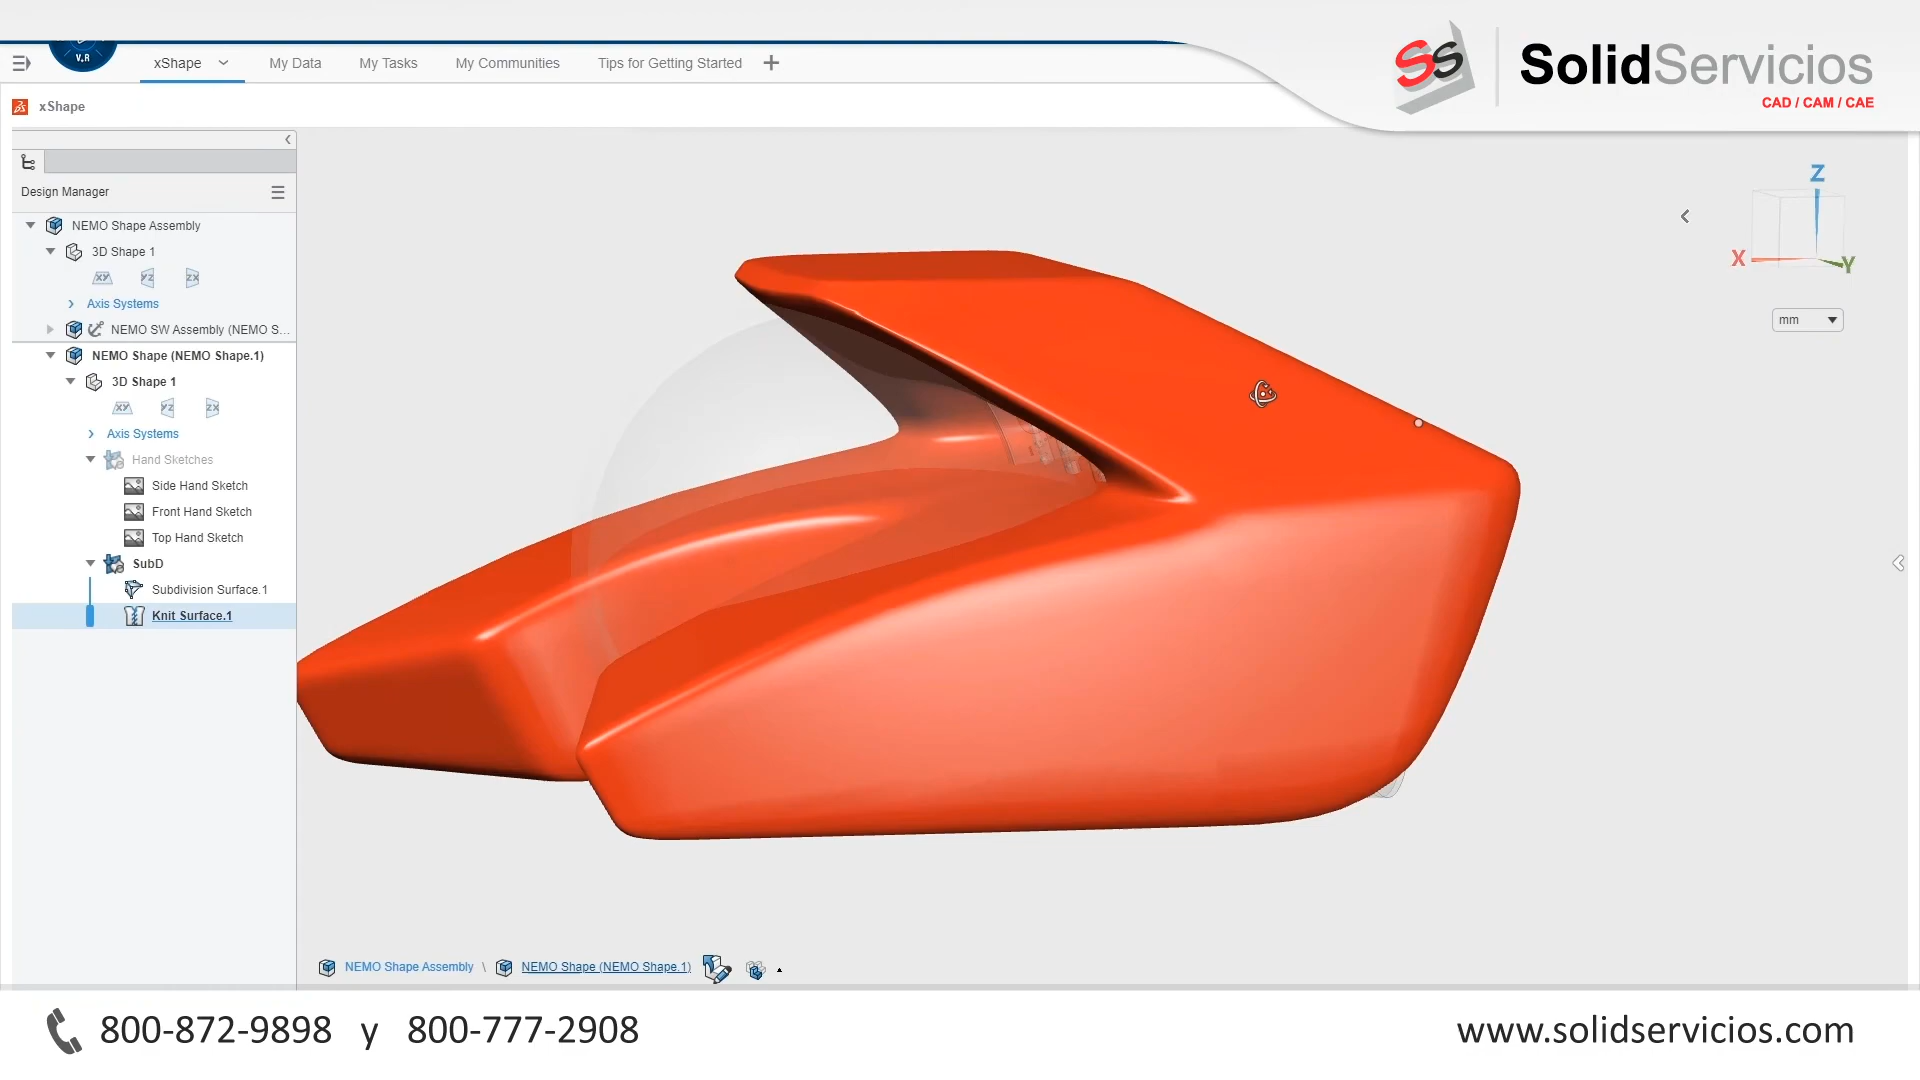 V.R
xShape
My Data
My Tasks
My Communities
Tips for Getting Started
SS
SolidServicios
CAD / CAM / CAE
xShape
Design Manager
NEMO Shape Assembly
3D Shape 1
XY YZ ZX
Axis Systems
NEMO SW Assembly (NEMO S...
NEMO Shape (NEMO Shape.1)
3D Shape 1
XY YZ ZX
Axis Systems
Hand Sketches
Side Hand Sketch
Front Hand Sketch
Top Hand Sketch
SubD
Subdivision Surface.1
Knit Surface.1
Z
X
Y
mm
NEMO Shape Assembly \ NEMO Shape (NEMO Shape.1)
800-872-9898 y 800-777-2908
www.solidservicios.com